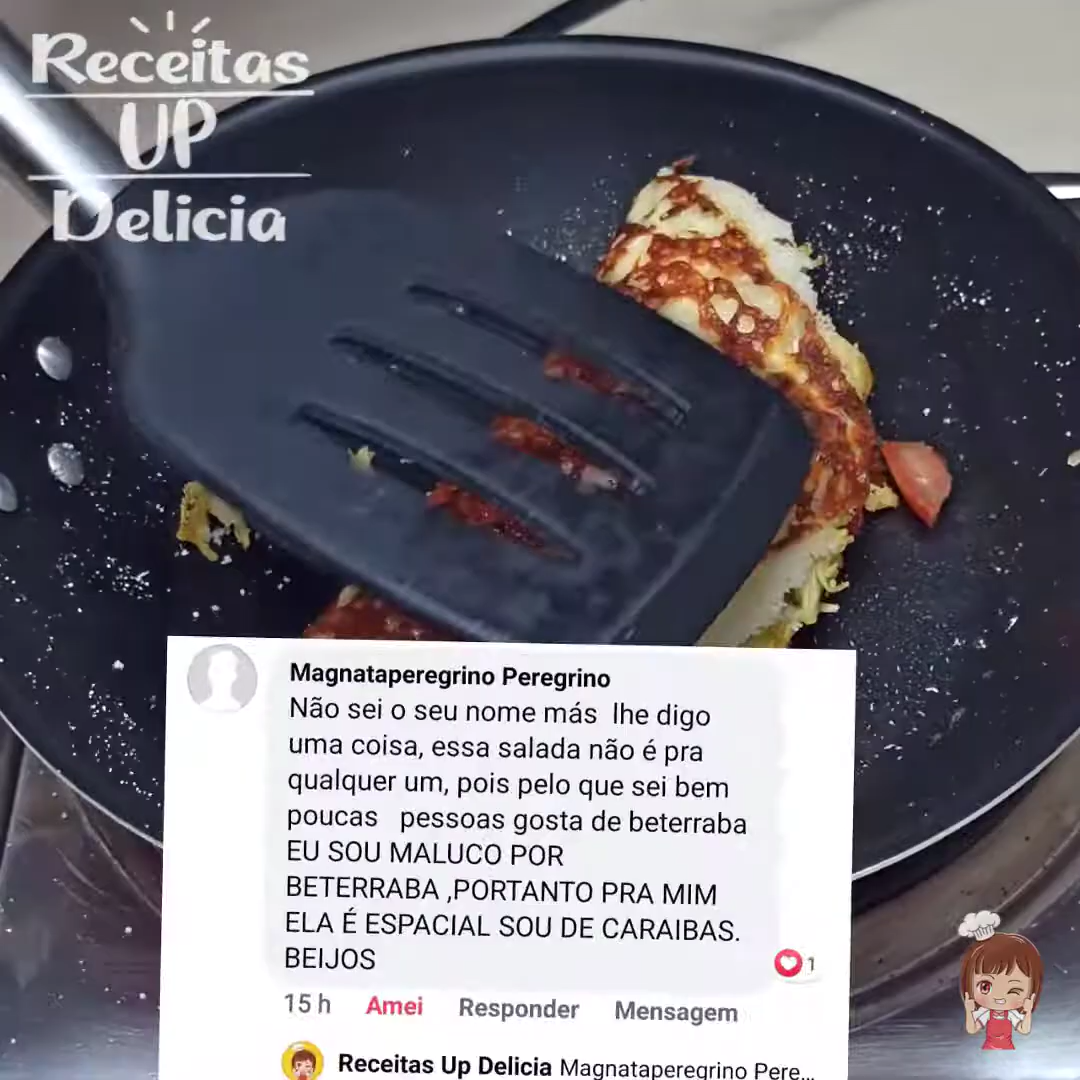 Receitas
UP
Delicia
Magnataperegrino Peregrino
Não sei o seu nome más lhe digo
uma coisa, essa salada não é pra
qualquer um, pois pelo que sei bem
poucas pessoas gosta de beterraba
EU SOU MALUCO POR
BETERRABA ,PORTANTO PRA MIM
ELA É ESPACIAL SOU DE CARAIBAS.
BEIJOS
1
15 h Amei Responder Mensagem
Receitas Up Delicia Magnataperegrino Pere...